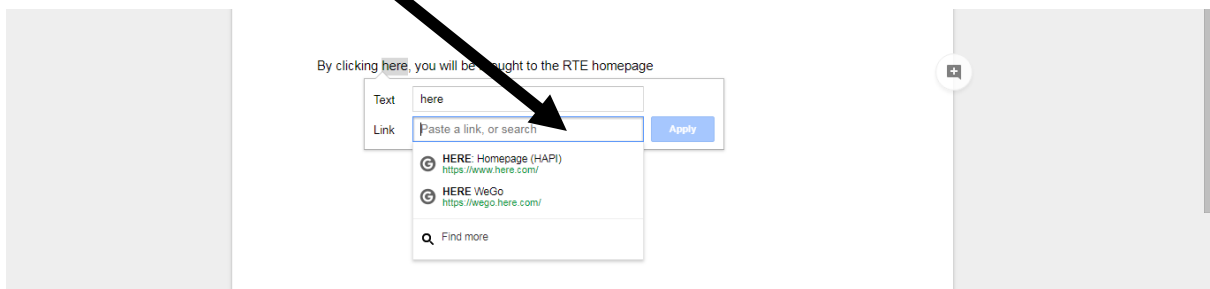 By clicking here, you will be brought to the RTE homepage
Text
here
Link
Paste a link, or search
Apply
HERE: Homepage (HAPI)
https://www.here.com/
HERE WeGo
https://wego.here.com/
Find more